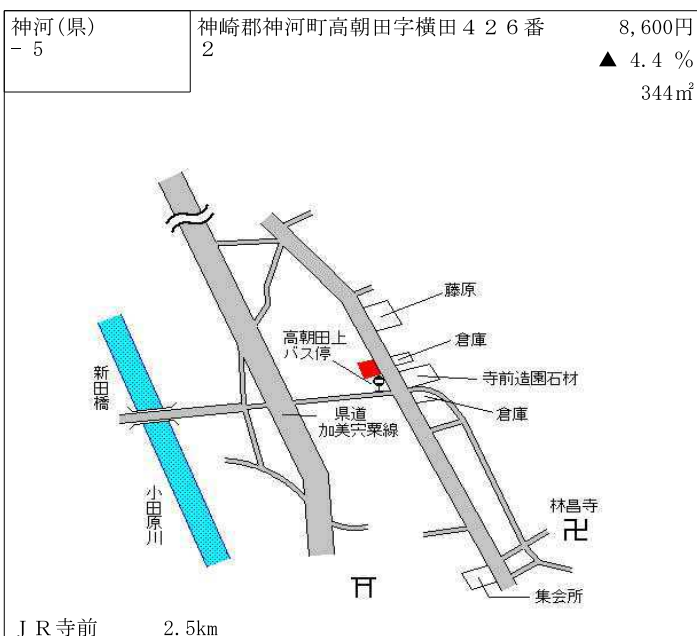 神河(県)
- 5
神崎郡神河町高朝田字横田４２６番
2
8,600円
▲ 4.4 %
344㎡
藤原
倉庫
高朝田上
バス停
寺前造園石材
倉庫
新田橋
県道
加美宍粟線
小田原川
林昌寺
集会所
ＪＲ寺前 2.5km